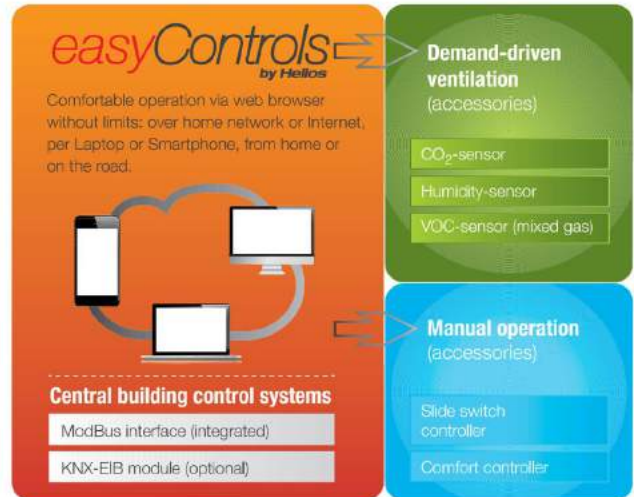 easyControls
by Helios
Comfortable operation via web browser
without limits: over home network or Internet,
per Laptop or Smartphone, from home or
on the road.
Central building control systems
ModBus interface (integrated)
KNX-EIB module (optional)
Demand-driven
ventilation
(accessories)
CO₂-sensor
Humidity-sensor
VOC-sensor (mixed gas)
Manual operation
(accessories)
Slide switch
controller
Comfort controller